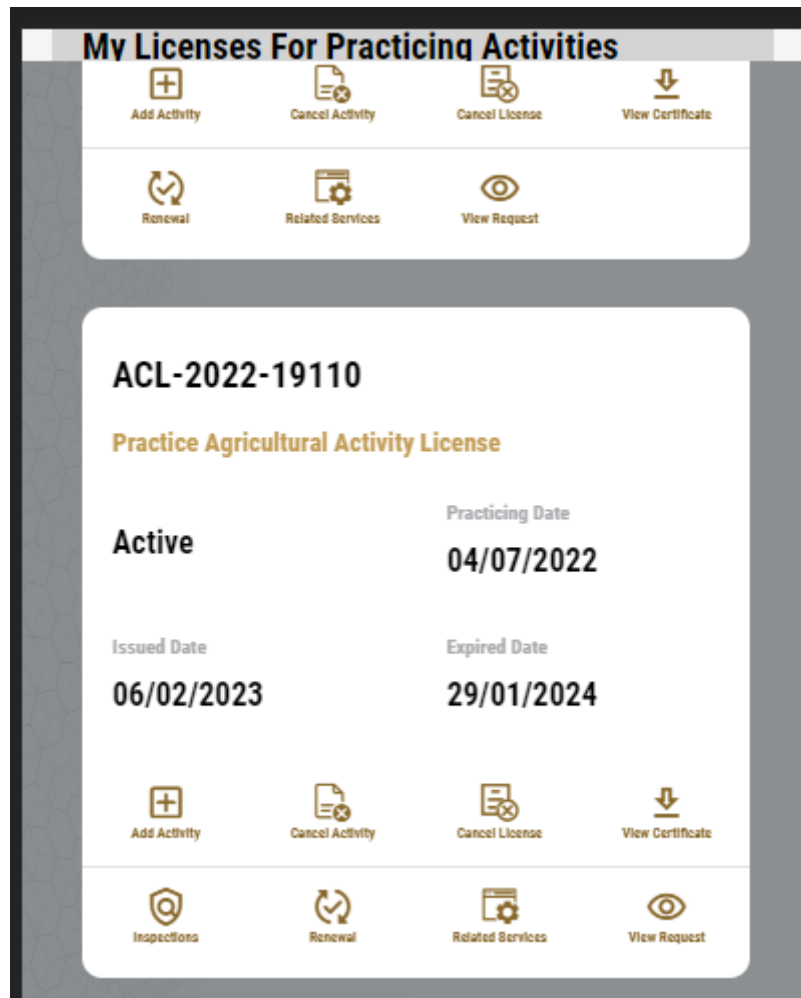 My Licenses For Practicing Activities
Add Activity Cancel Activity Cancel License View Certificate
Renewal Related Services View Request
ACL-2022-19110
Practice Agricultural Activity License
Practicing Date
Active
04/07/2022
Issued Date Expired Date
06/02/2023 29/01/2024
Add Activity Cancel Activity Cancel License View Certificate
Inspections Renewal Related Services View Request